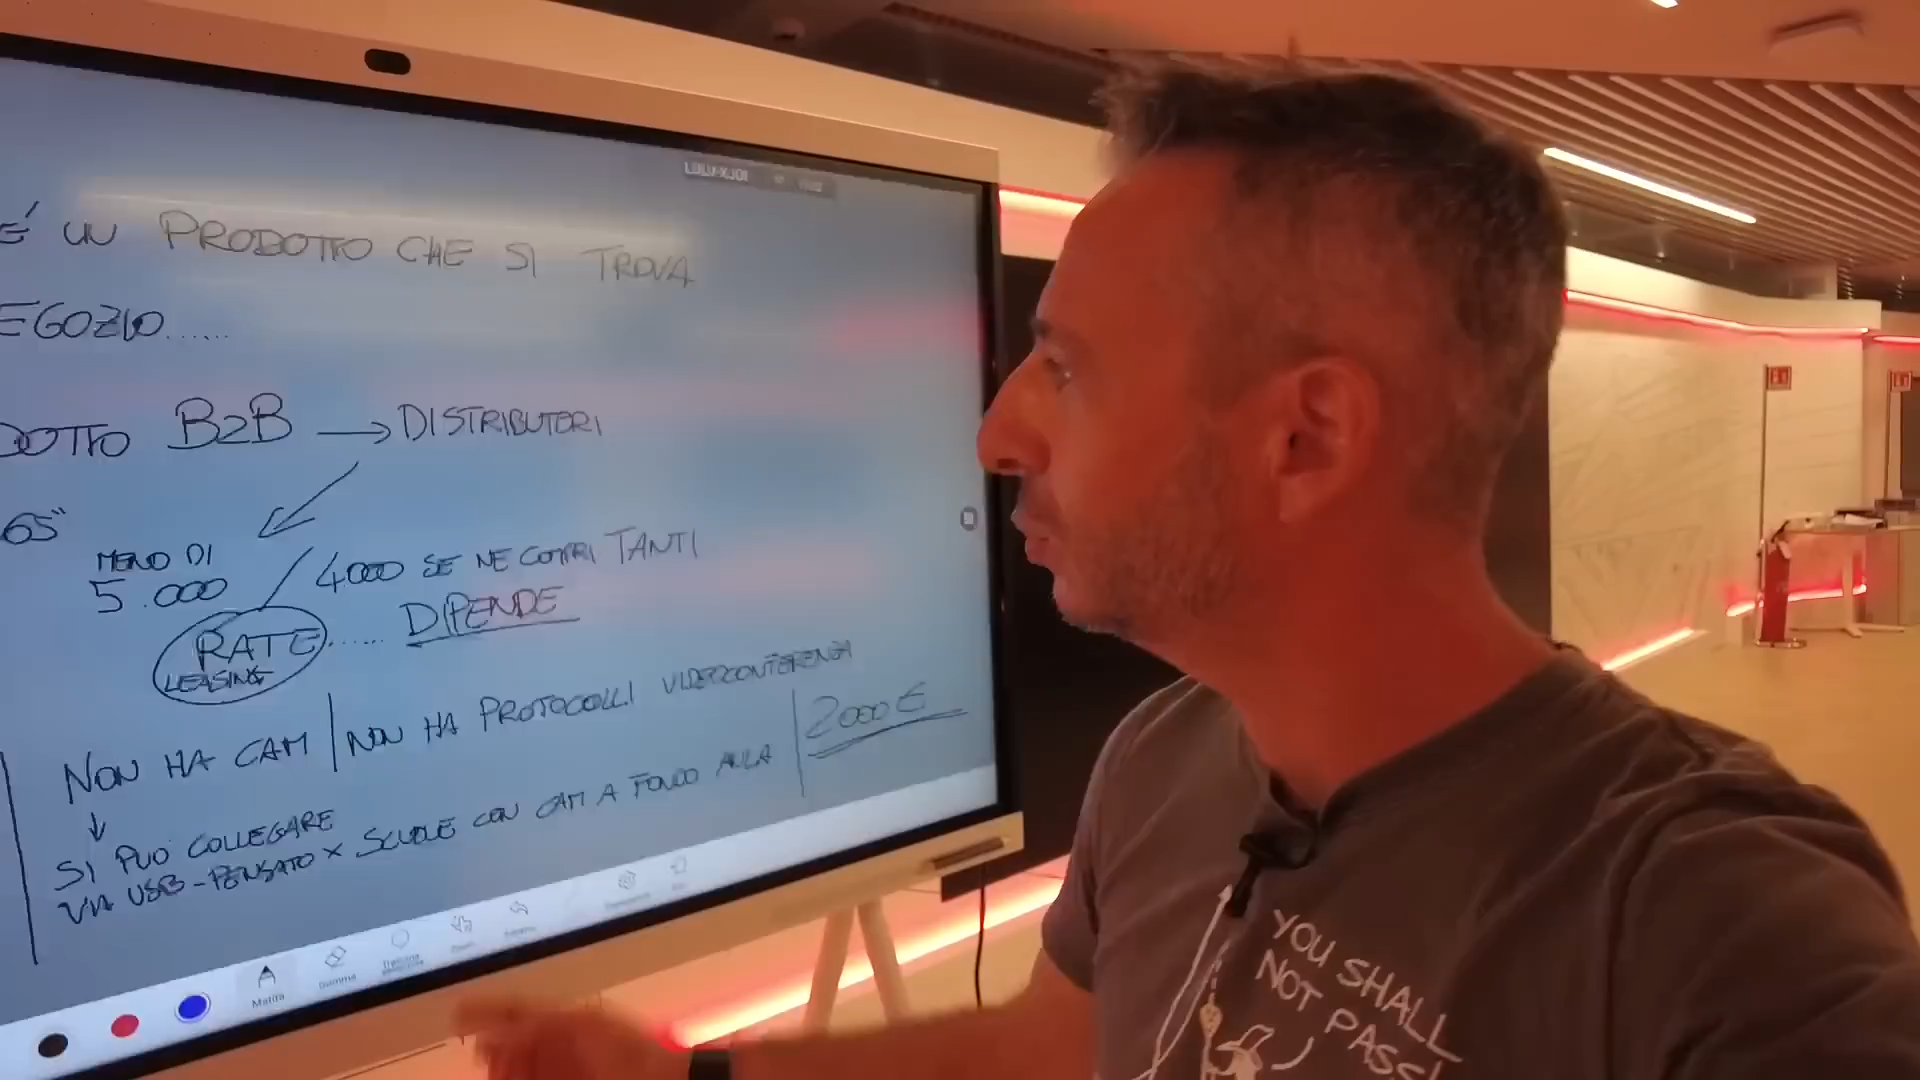 É UN PRODOTTO CHE SI TROVA
EGOZIO......
DOTTO B2B → DISTRIBUTORI
65"
MENO DI
5.000 / 4000 SE NE COMPRI TANTI
RATE...... DIPENDE
LEASING
NON HA CAM | NON HA PROTOCOLLI VIDEOCONFERENZA
SI PUÒ COLLEGARE
VIA USB - PENSATO X SCUOLE CON CAM A FONDO AULA | 2000 €
Matita
Gomma
YOU SHALL
NOT PASS!